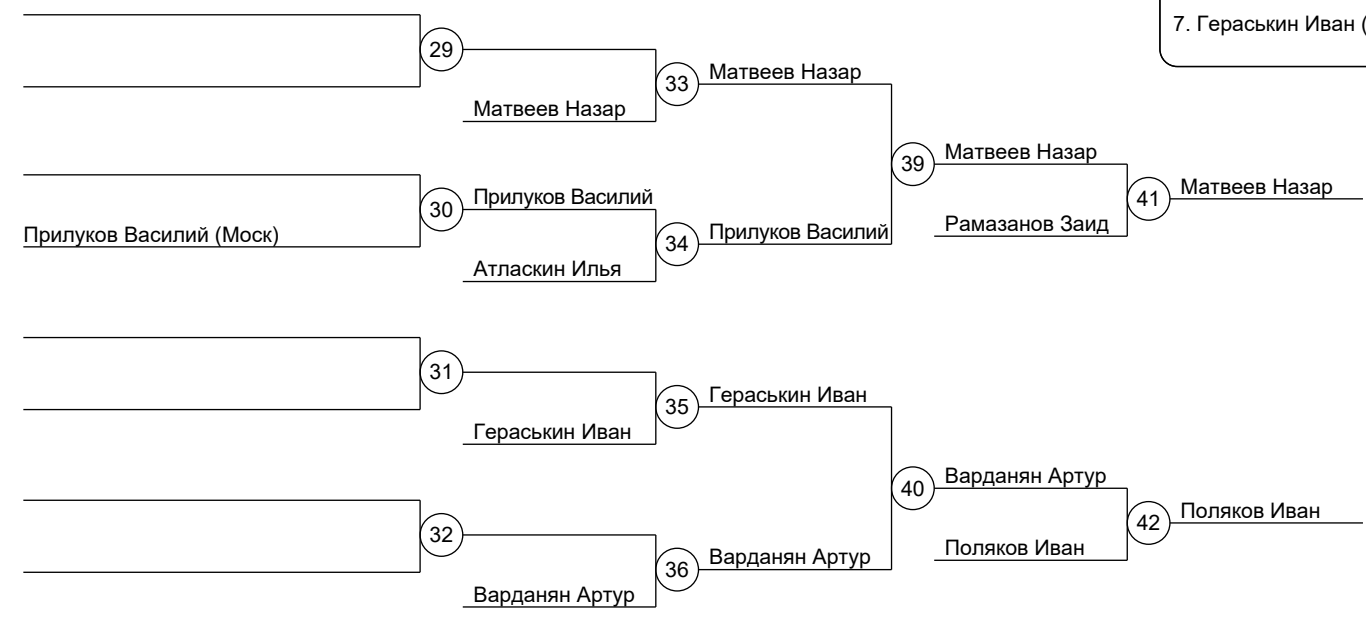 7. Гераськин Иван (
29
33
Матвеев Назар
Матвеев Назар
39
Матвеев Назар
41
Матвеев Назар
30
Прилуков Василий
Прилуков Василий (Моск)
34
Прилуков Василий
Рамазанов Заид
Атласкин Илья
31
35
Гераськин Иван
Гераськин Иван
40
Варданян Артур
42
Поляков Иван
32
36
Варданян Артур
Поляков Иван
Варданян Артур